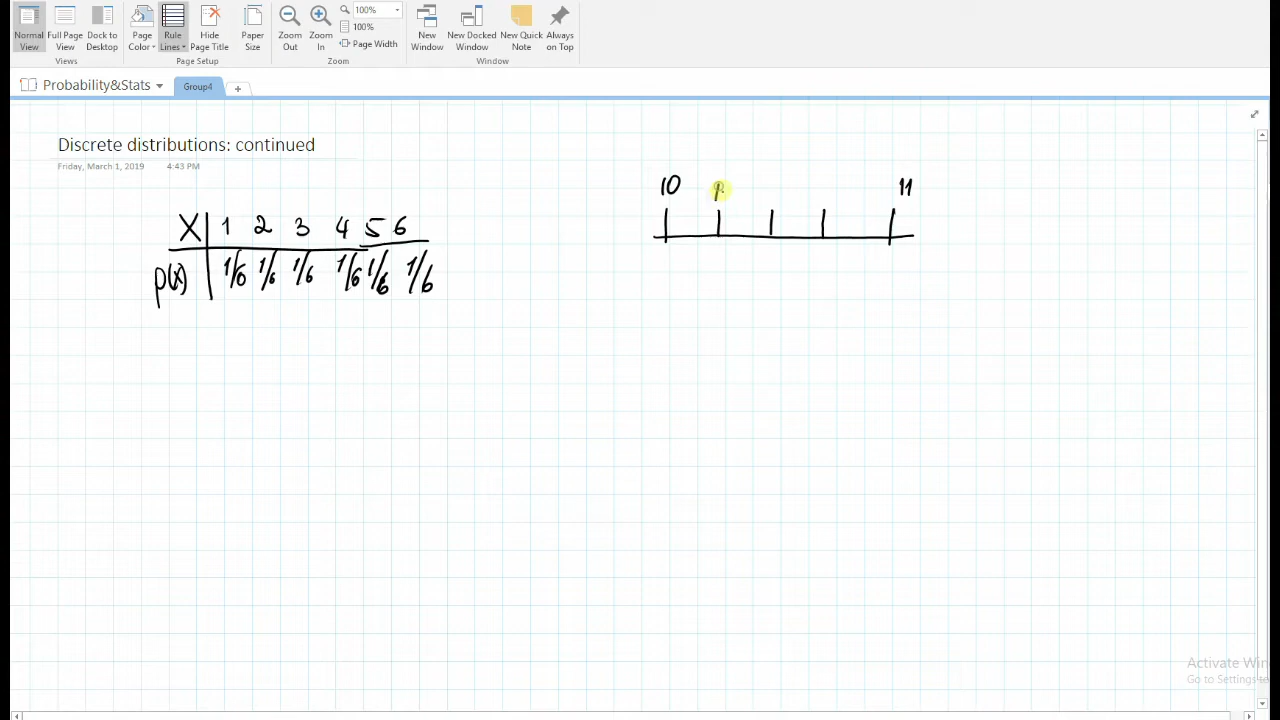 Normal View
Full Page View
Dock to Desktop
Views
Page Color
Rule Lines
Hide Page Title
Paper Size
Page Setup
Zoom Out
Zoom In
100%
100%
Page Width
Zoom
New Window
New Docked Window
New Quick Note
Always on Top
Window
Probability&Stats
Group4
Discrete distributions: continued
Friday, March 1, 2019 4:43 PM
X 1 2 3 4 5 6
p(x) 1/6 1/6 1/6 1/6 1/6 1/6
10 11
Activate Win
Go to Settings to